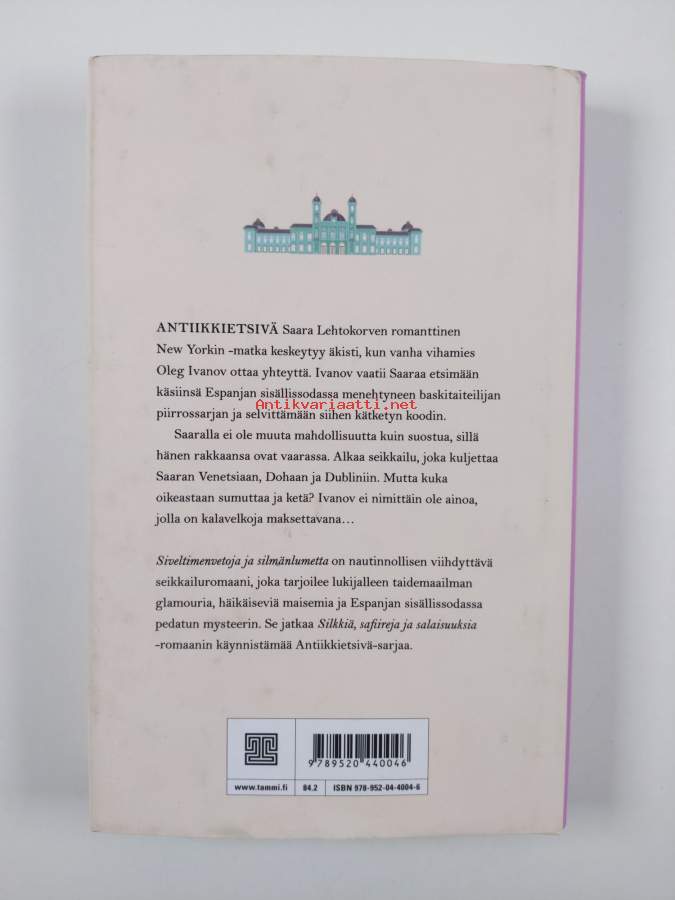 ANTIIKKIETSIVÄ Saara Lehtokorven romanttinen
New Yorkin -matka keskeytyy äkisti, kun vanha vihamies
Oleg Ivanov ottaa yhteyttä. Ivanov vaatii Saaraa etsimään
käsiinsä Espanjan sisällissodassa menehtyneen baskitaiteilijan
Antikvariaatti.net
piirrossarjan ja selvittämään siihen kätketyn koodin.
Saaralla ei ole muuta mahdollisuutta kuin suostua, sillä
hänen rakkaansa ovat vaarassa. Alkaa seikkailu, joka kuljettaa
Saaran Venetsiaan, Dohaan ja Dubliniin. Mutta kuka
oikeastaan sumuttaa ja ketä? Ivanov ei nimittäin ole ainoa,
jolla on kalavelkoja maksettavana...
Siveltimenvetoja ja silmänlumetta on nautinnollisen viihdyttävä
seikkailuromaani, joka tarjoilee lukijalleen taidemaailman
glamouria, häikäiseviä maisemia ja Espanjan sisällissodassa
pedatun mysteerin. Se jatkaa Silkkiä, safiireja ja salaisuuksia
-romaanin käynnistämää Antiikkietsivä-sarjaa.
9 789520 440046
www.tammi.fi 84.2 ISBN 978-952-04-4004-6